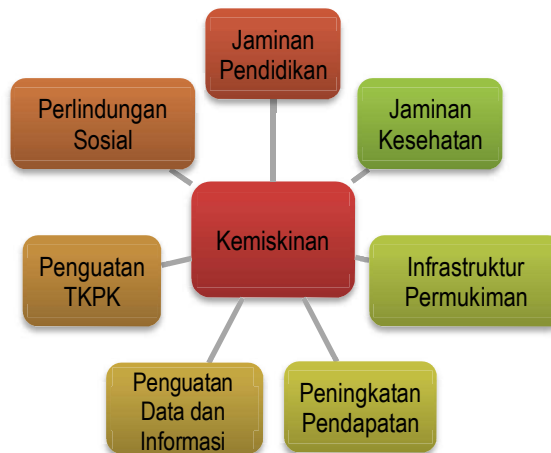 Jaminan
Pendidikan
Perlindungan
Sosial
Jaminan
Kesehatan
Kemiskinan
Penguatan
TKPK
Infrastruktur
Permukiman
Penguatan
Data dan
Informasi
Peningkatan
Pendapatan